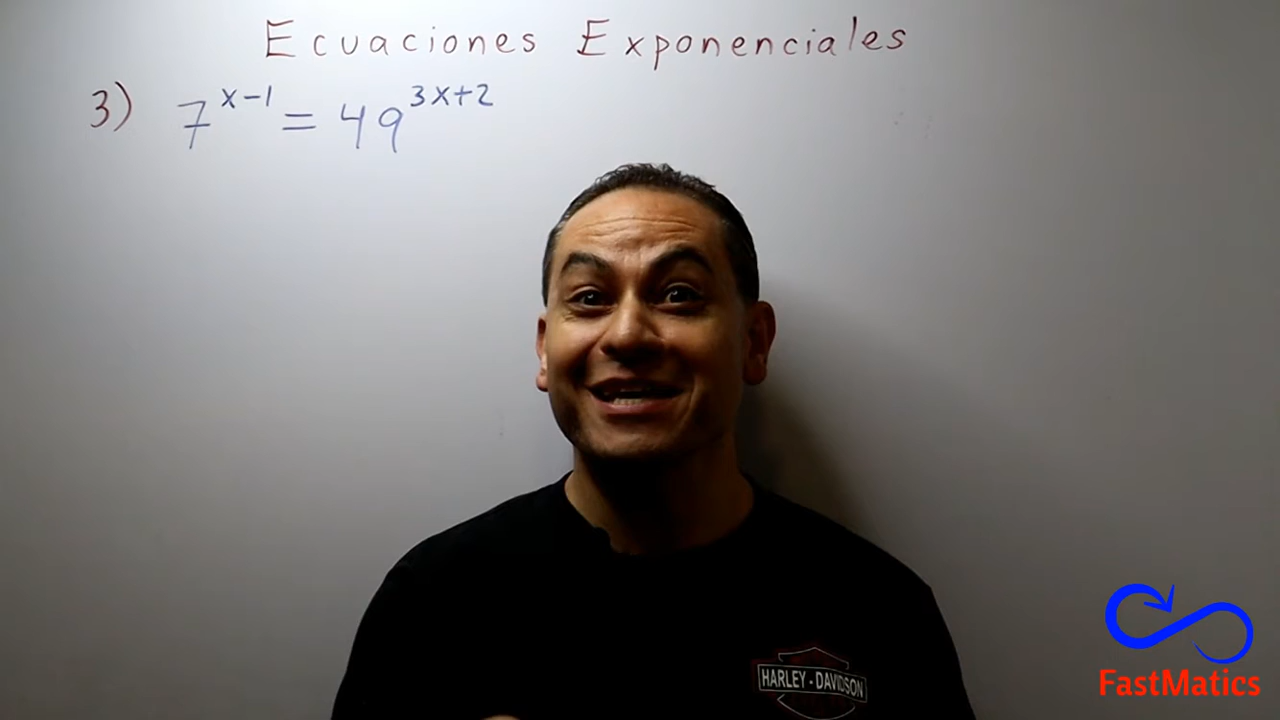 Ecuaciones Exponenciales
3) 7^{x-1} = 49^{3x+2}
HARLEY-DAVIDSON
FastMatics